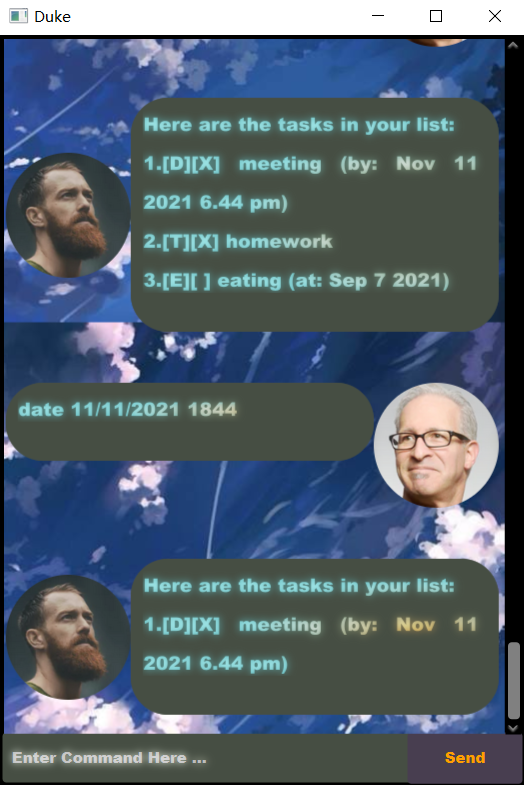 Duke
Here are the tasks in your list:
1.[D][X] meeting (by: Nov 11
2021 6.44 pm)
2.[T][X] homework
3.[E][ ] eating (at: Sep 7 2021)
date 11/11/2021 1844
Here are the tasks in your list:
1.[D][X] meeting (by: Nov 11
2021 6.44 pm)
Enter Command Here ...
Send